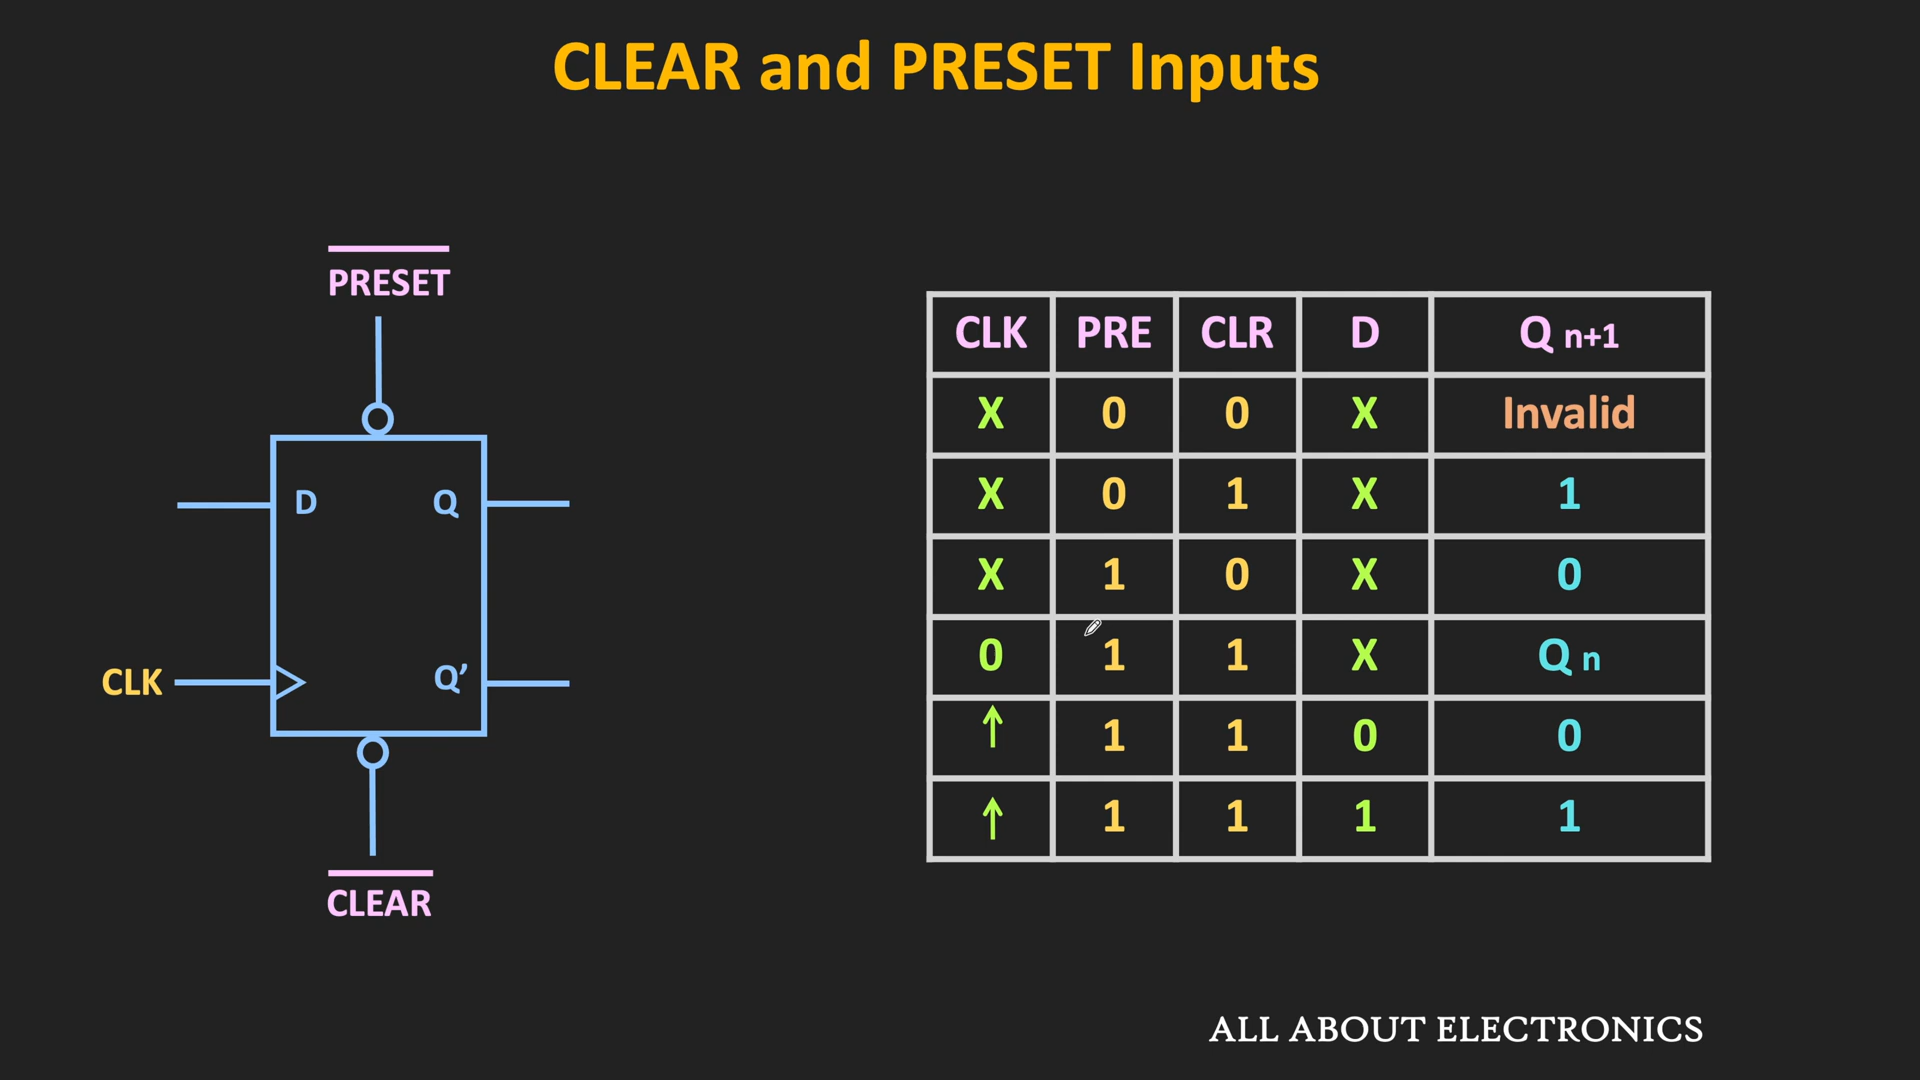 CLEAR and PRESET Inputs
PRESET
D Q
CLK Q’
CLEAR
CLK PRE CLR D Q n+1
X 0 0 X Invalid
X 0 1 X 1
X 1 0 X 0
0 1 1 X Q n
↑ 1 1 0 0
↑ 1 1 1 1
ALL ABOUT ELECTRONICS